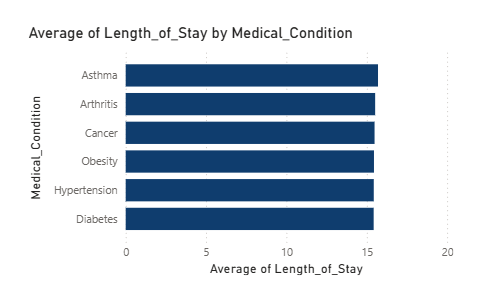 Average of Length_of_Stay by Medical_Condition
Medical_Condition
Asthma
Arthritis
Cancer
Obesity
Hypertension
Diabetes
0 5 10 15 20
Average of Length_of_Stay